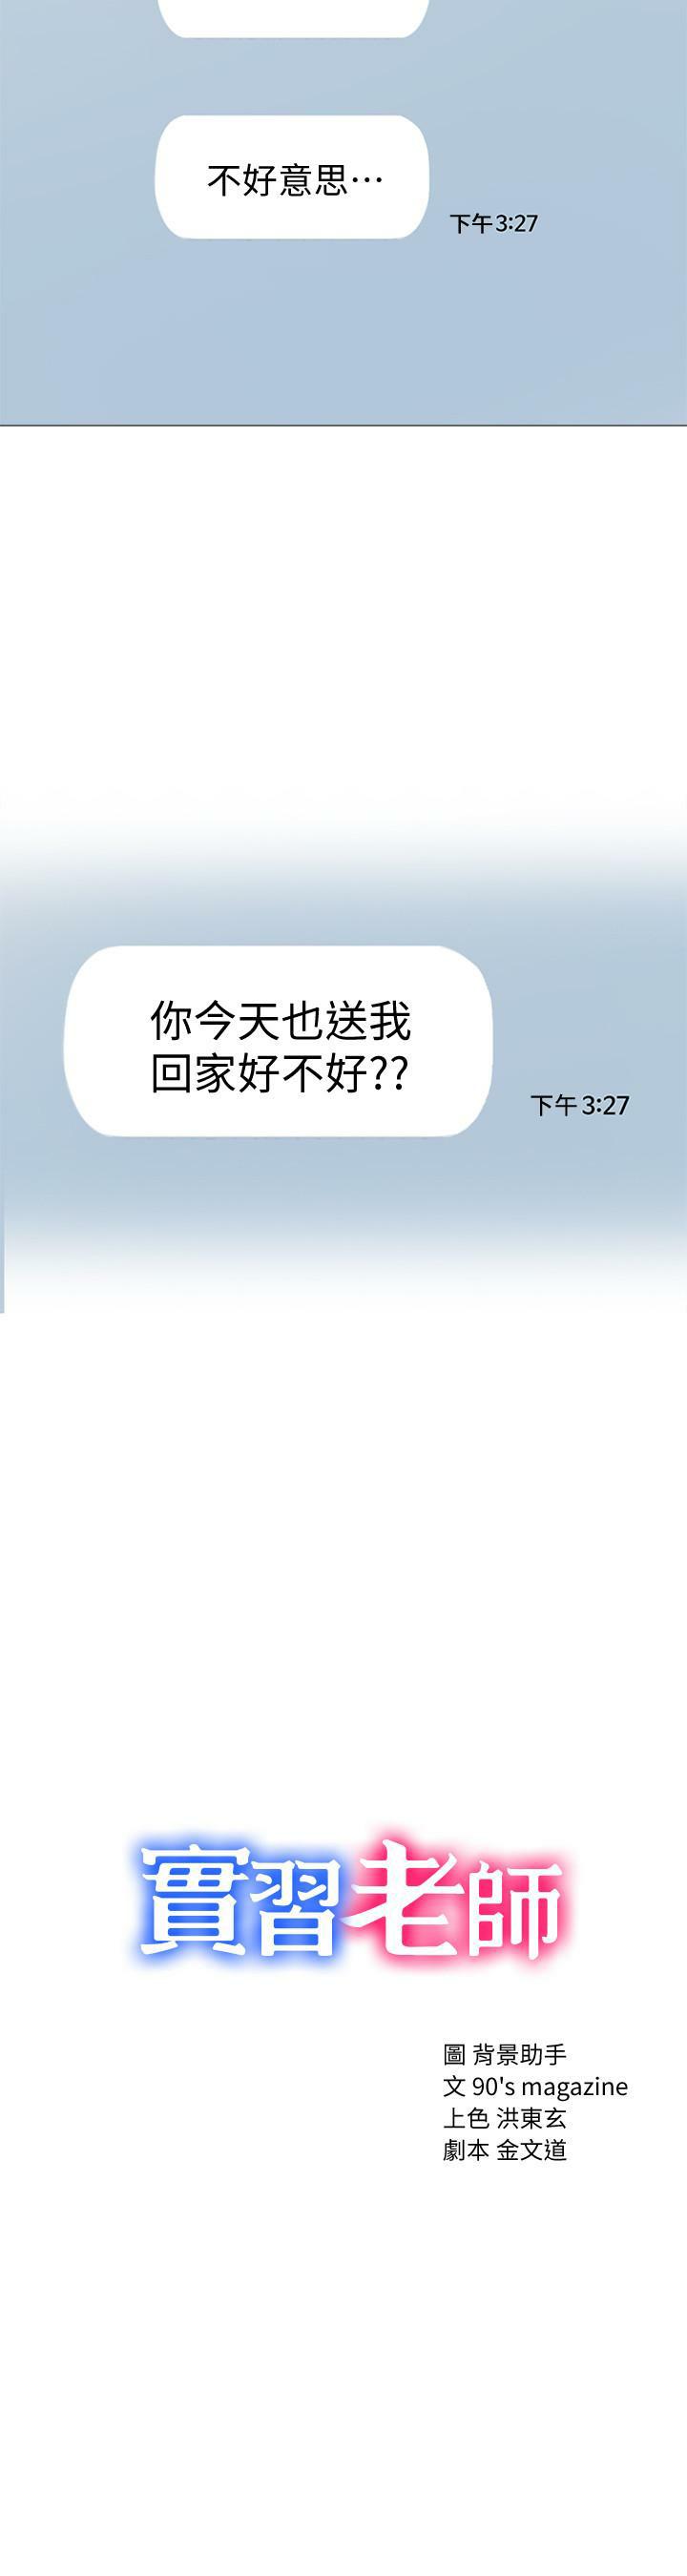 不好意思…
下午 3:27
你今天也送我
回家好不好??
下午 3:27
實習老師
圖 背景助手
文 90's magazine
上色 洪東玄
劇本 金文道